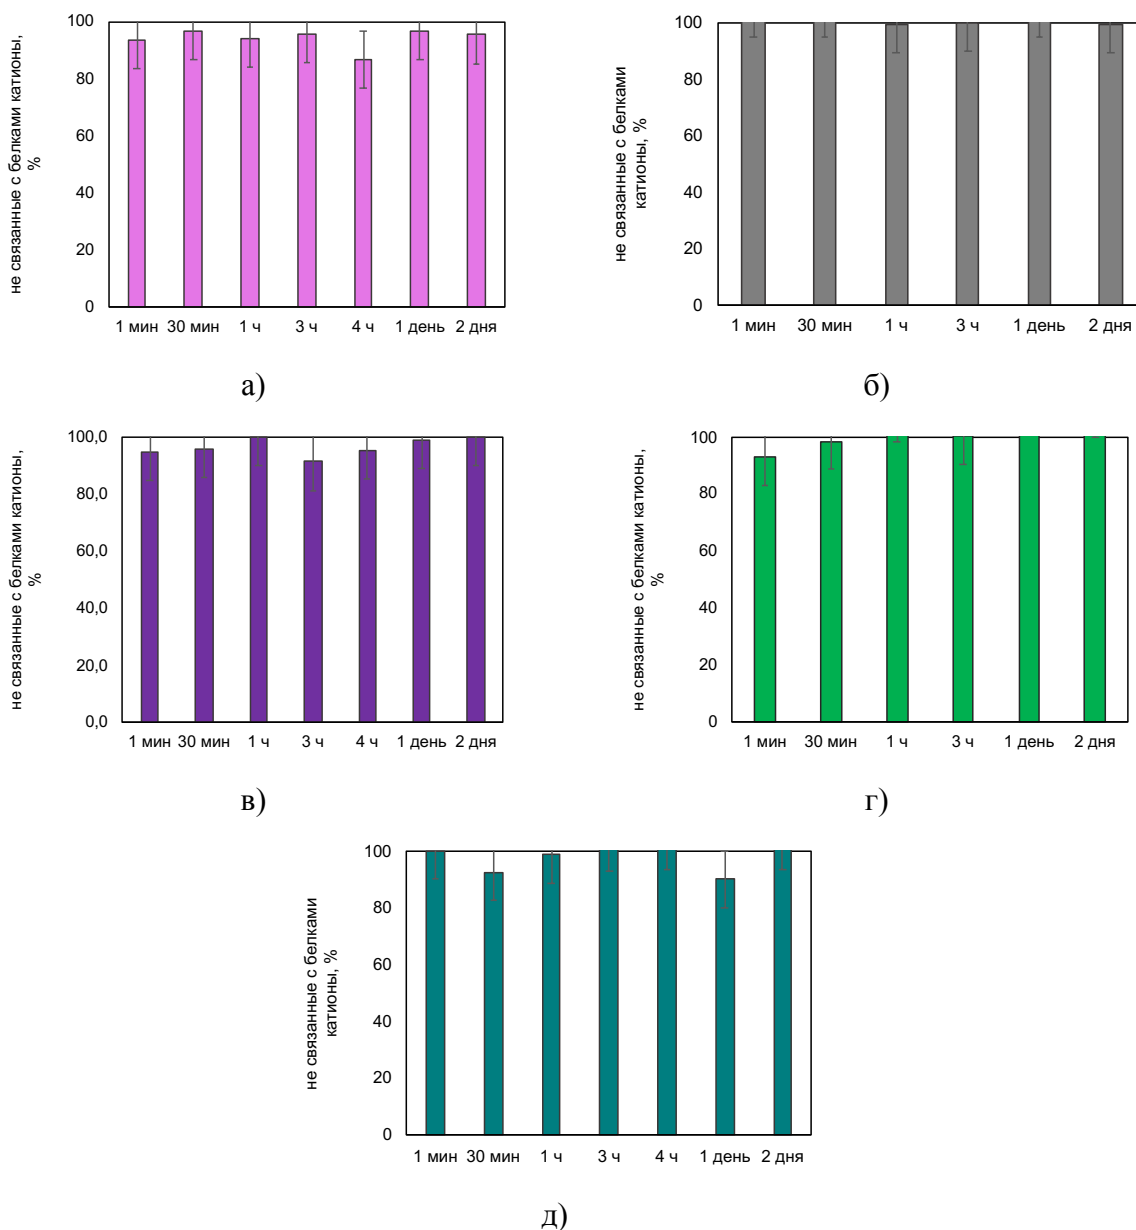 не связанные с белками катионы,
%
100
80
60
40
20
0
1 мин 30 мин 1 ч 3 ч 4 ч 1 день 2 дня
а)
не связанные с белками
катионы, %
100
80
60
40
20
0
1 мин 30 мин 1 ч 3 ч 1 день 2 дня
б)
не связанные с белками катионы,
%
100,0
80,0
60,0
40,0
20,0
0,0
1 мин 30 мин 1 ч 3 ч 4 ч 1 день 2 дня
в)
не связанные с белками катионы,
%
100
80
60
40
20
0
1 мин 30 мин 1 ч 3 ч 1 день 2 дня
г)
не связанные с белками
катионы, %
100
80
60
40
20
0
1 мин 30 мин 1 ч 3 ч 4 ч 1 день 2 дня
д)